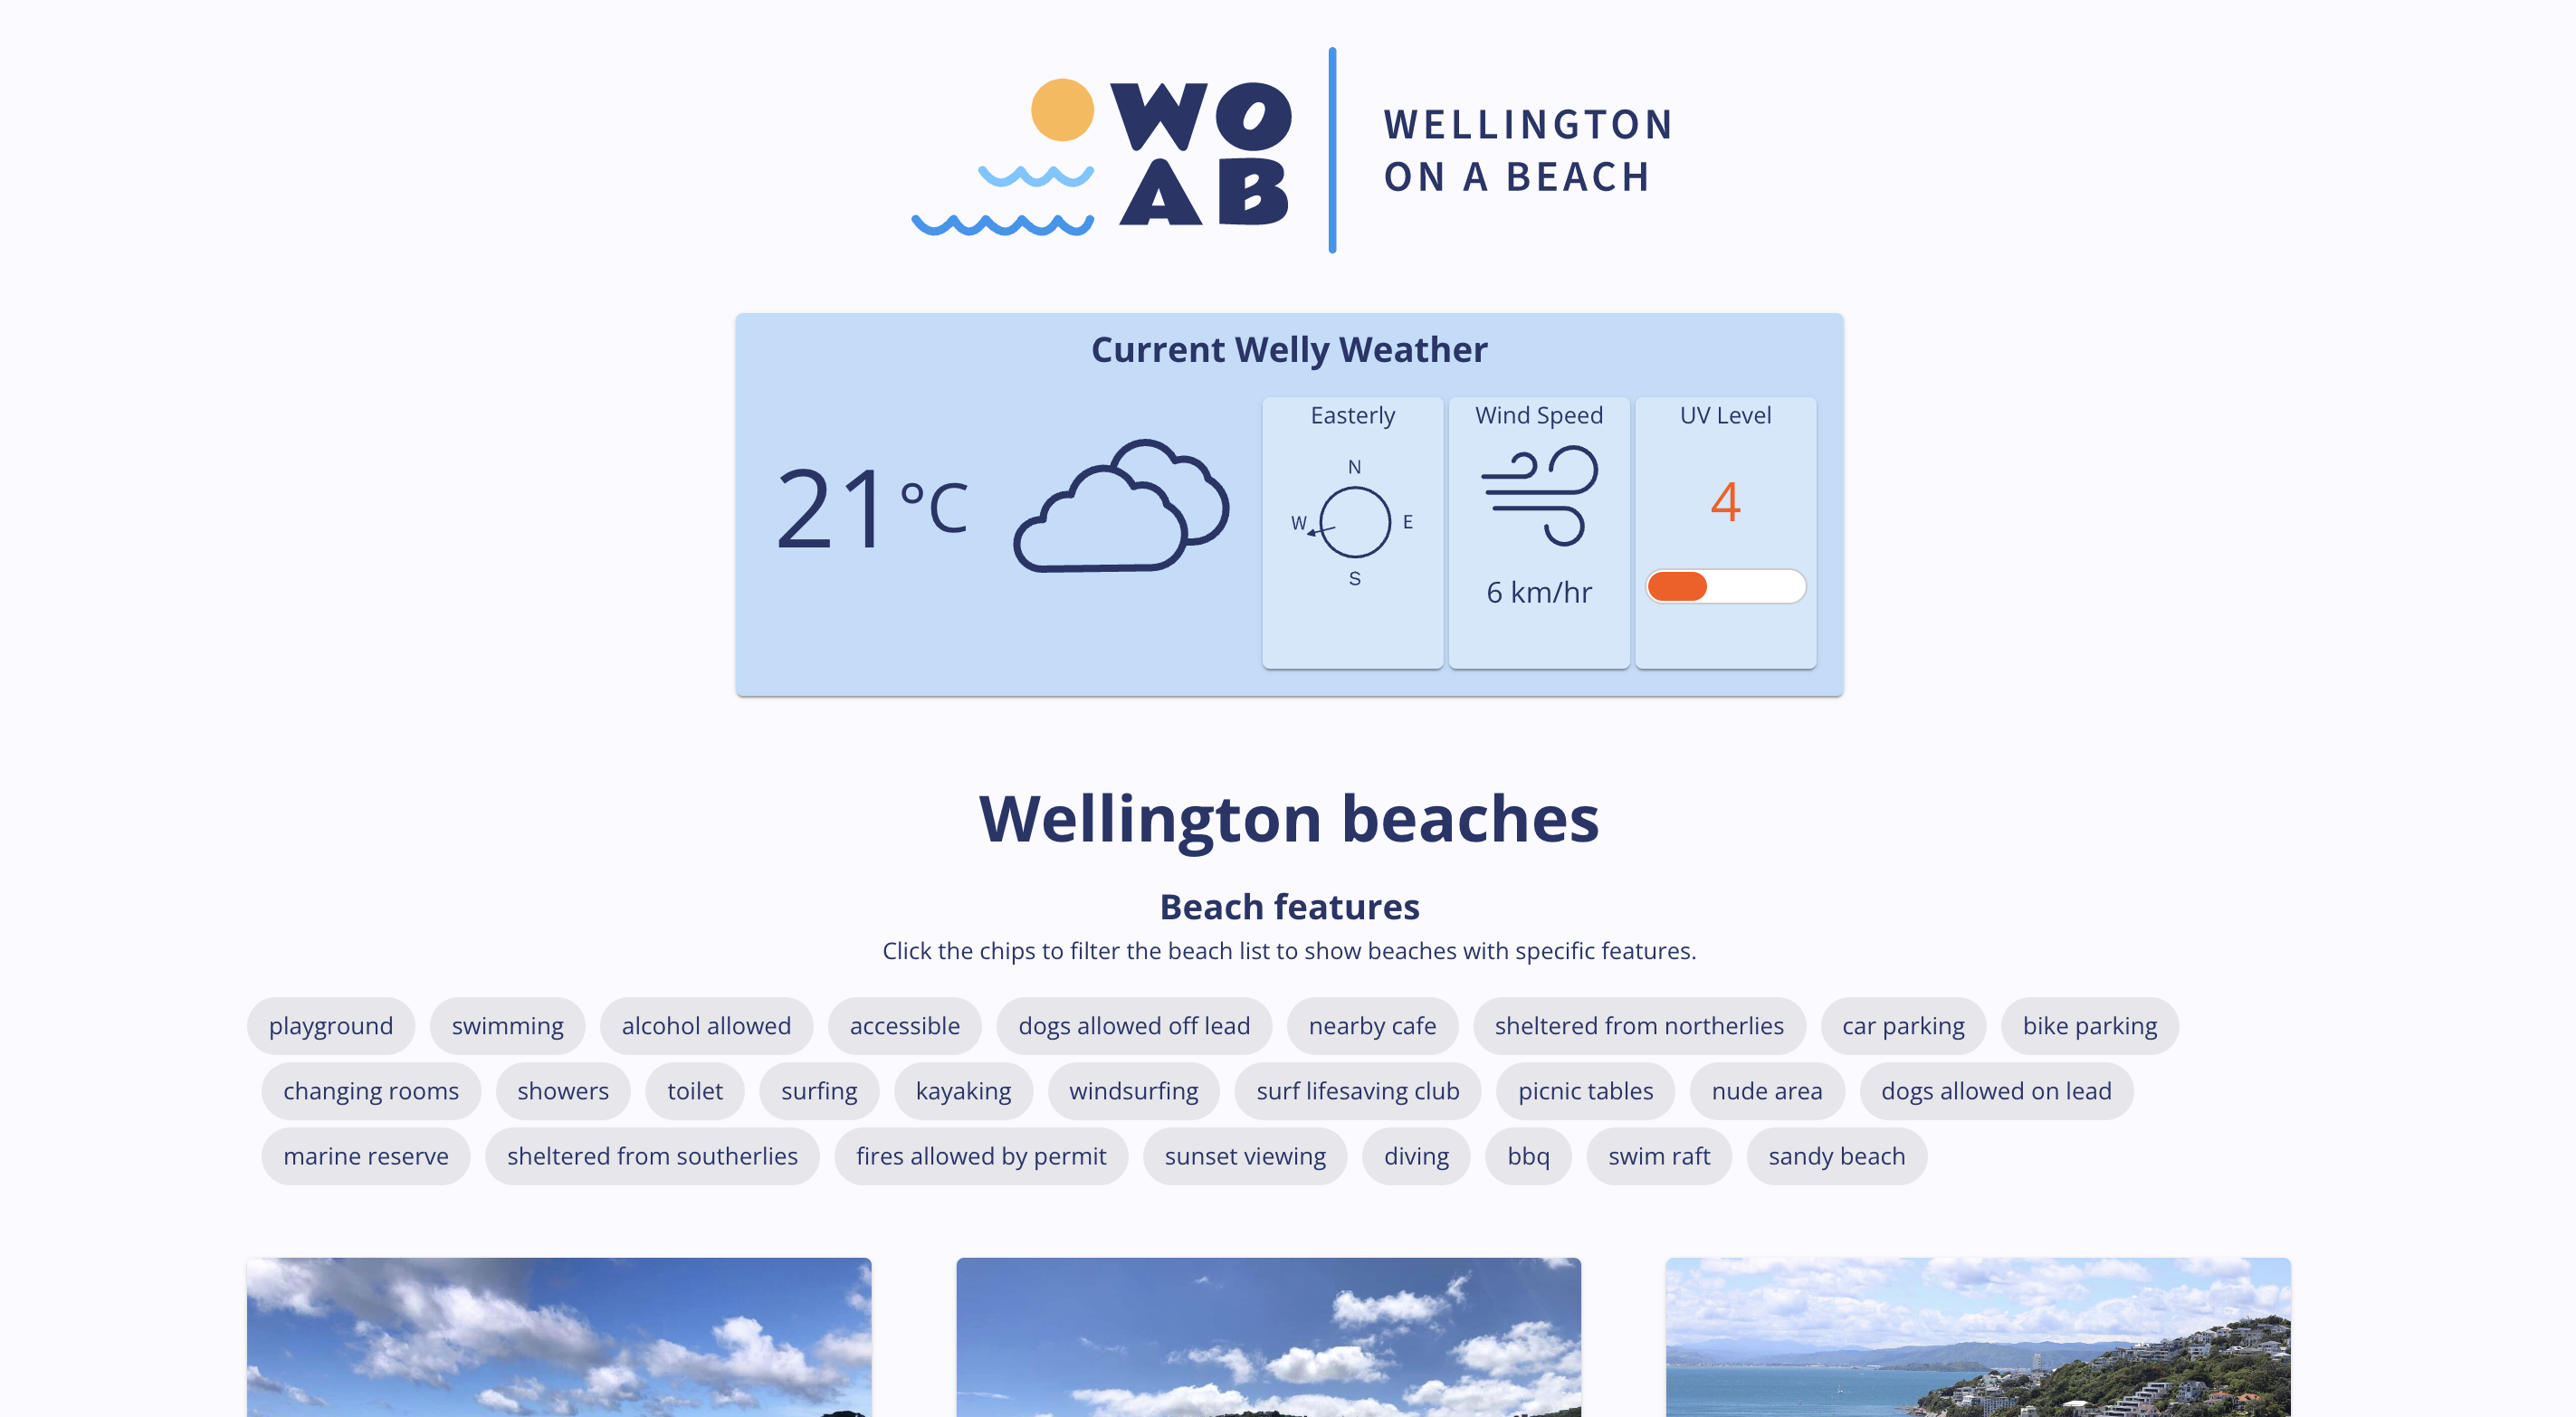 WO
AB
WELLINGTON
ON A BEACH
Current Welly Weather
21°C
Easterly
N
W
E
S
Wind Speed
6 km/hr
UV Level
4
Wellington beaches
Beach features
Click the chips to filter the beach list to show beaches with specific features.
playground swimming alcohol allowed accessible dogs allowed off lead nearby cafe sheltered from northerlies car parking bike parking
changing rooms showers toilet surfing kayaking windsurfing surf lifesaving club picnic tables nude area dogs allowed on lead
marine reserve sheltered from southerlies fires allowed by permit sunset viewing diving bbq swim raft sandy beach